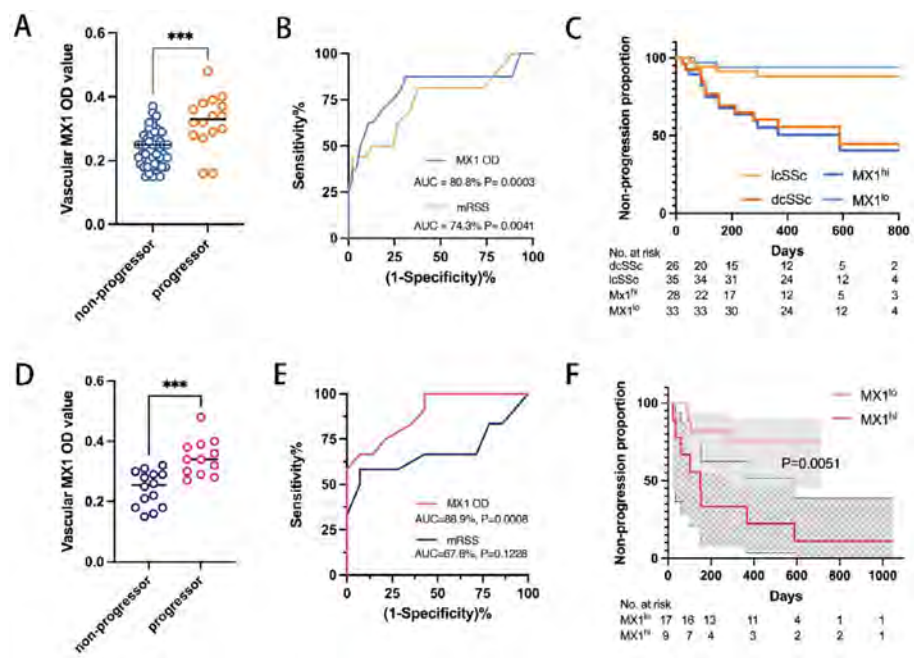 A
Vascular MX1 OD value
0.6
0.4
0.2
0.0
***
non-progressor
progressor
B
Sensitivity%
100
75
50
25
0
MX1 OD
AUC = 80.8% P= 0.0003
mRSS
AUC = 74.3% P= 0.0041
0 25 50 75 100
(1-Specificity)%
C
Non-progression proportion
100
50
0
lcSSc MX1hi
dcSSc MX1lo
0 200 400 600 800
Days
No. at risk
dcSSc 26 20 15 12 5 2
lcSSc 35 34 31 24 12 4
Mx1hi 28 22 17 12 5 3
MX1lo 33 33 30 24 12 4
D
Vascular MX1 OD value
0.6
0.4
0.2
0.0
***
non-progressor
progressor
E
Sensitivity%
100
75
50
25
0
MX1 OD
AUC=88.9%, P=0.0008
mRSS
AUC=67.8%, P=0.1228
0 25 50 75 100
(1-Specificity)%
F
Non-progression proportion
100
50
0
MX1lo
MX1hi
P=0.0051
0 200 400 600 800 1000
Days
No. at risk
MX1lo 17 16 13 11 4 1 1
MX1hi 9 7 4 3 2 2 1